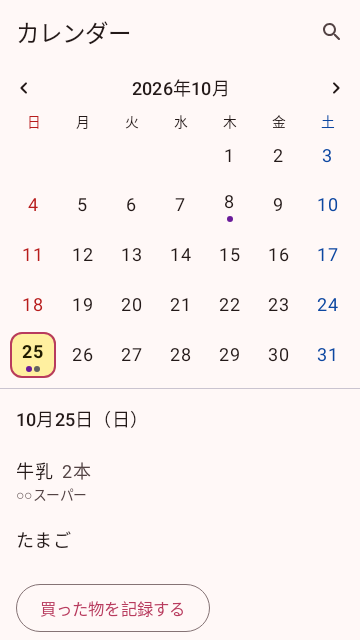 カレンダー
2026年10月
日 月 火 水 木 金 土
1 2 3
4 5 6 7 8 9 10
11 12 13 14 15 16 17
18 19 20 21 22 23 24
25 26 27 28 29 30 31
10月25日（日）
牛乳 2本
○○スーパー
たまご
買った物を記録する